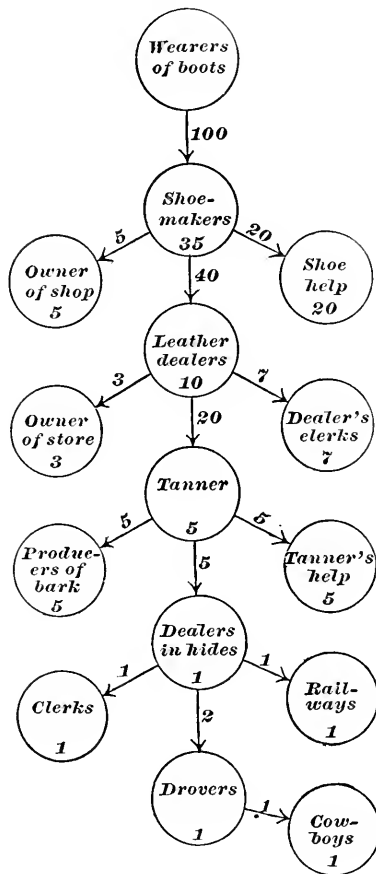 Wearers
of boots
100
Shoe-
makers
35
5
20
Owner
of shop
5
40
Shoe
help
20
Leather
dealers
10
3
7
Owner
of store
3
20
Dealer's
clerks
7
Tanner
5
5
5
Produc-
ers of
bark
5
5
Tanner's
help
5
Dealers
in hides
1
1
1
Clerks
1
2
Rail-
ways
1
Drovers
1
1
Cow-
boys
1